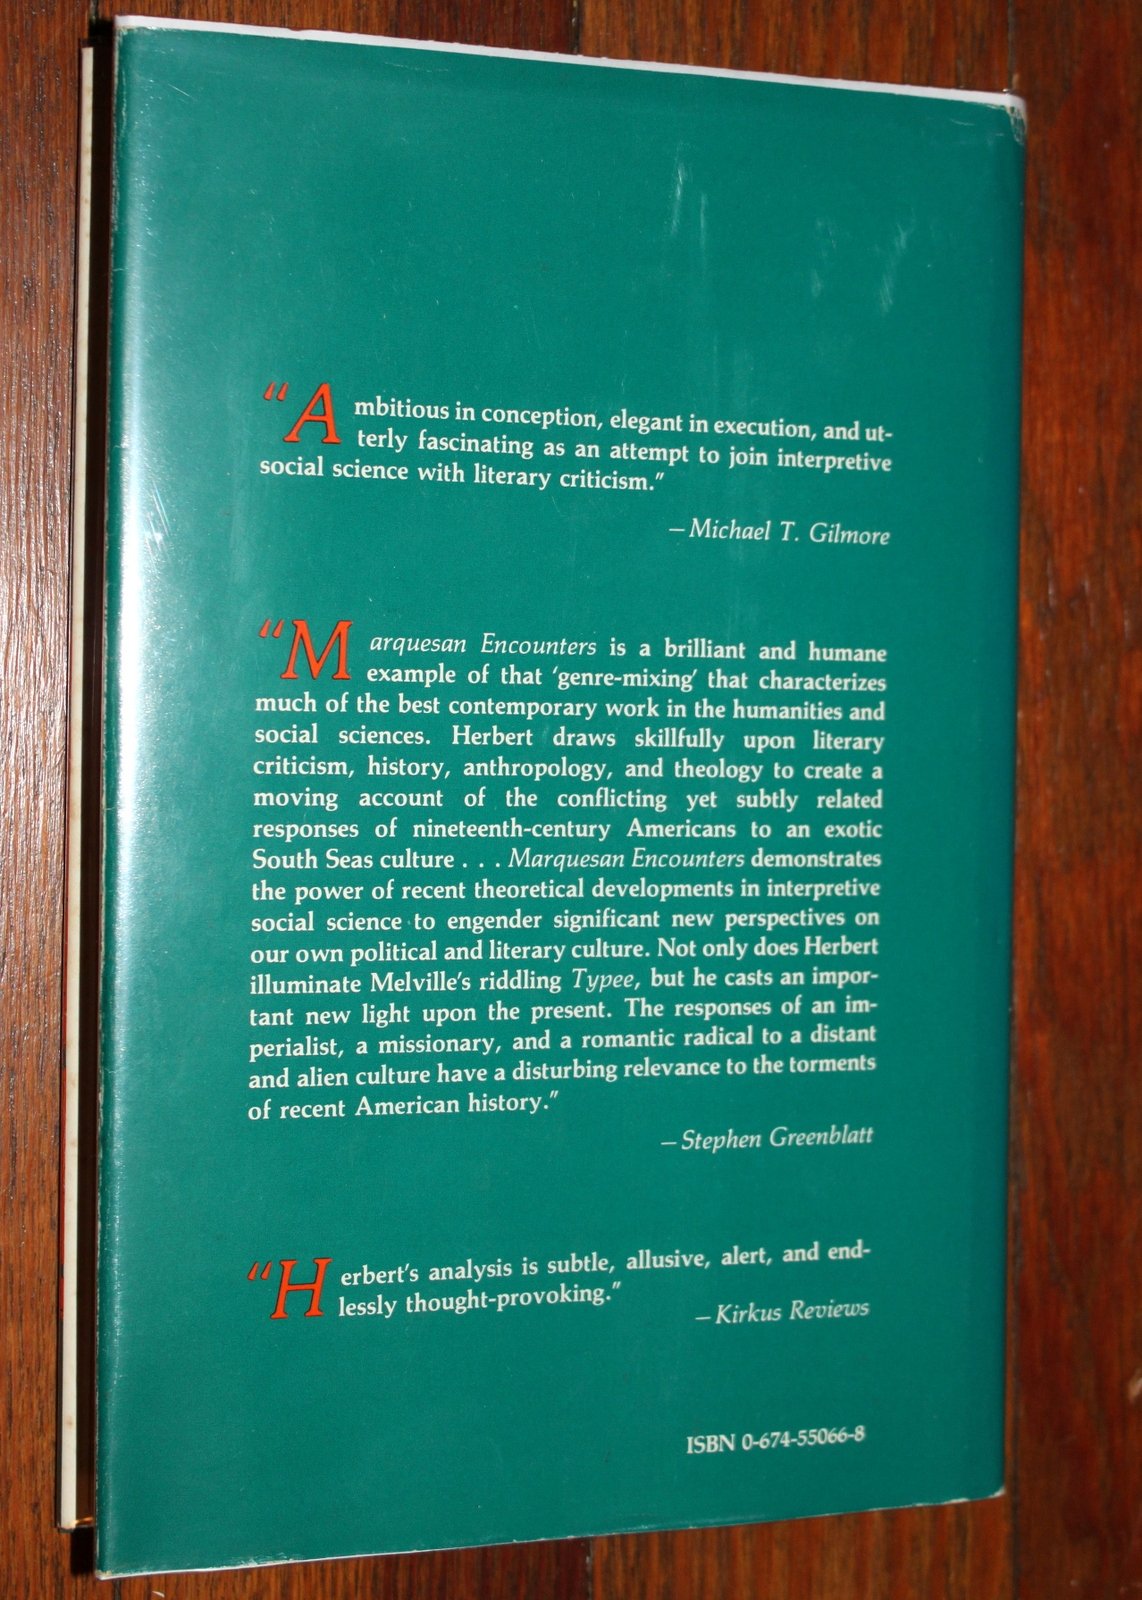 "Ambitious in conception, elegant in execution, and ut-
terly fascinating as an attempt to join interpretive
social science with literary criticism."
—Michael T. Gilmore
"Marquesan Encounters is a brilliant and humane
example of that 'genre-mixing' that characterizes
much of the best contemporary work in the humanities and
social sciences. Herbert draws skillfully upon literary
criticism, history, anthropology, and theology to create a
moving account of the conflicting yet subtly related
responses of nineteenth-century Americans to an exotic
South Seas culture . . . Marquesan Encounters demonstrates
the power of recent theoretical developments in interpretive
social science to engender significant new perspectives on
our own political and literary culture. Not only does Herbert
illuminate Melville's riddling Typee, but he casts an impor-
tant new light upon the present. The responses of an im-
perialist, a missionary, and a romantic radical to a distant
and alien culture have a disturbing relevance to the torments
of recent American history."
—Stephen Greenblatt
"Herbert's analysis is subtle, allusive, alert, and end-
lessly thought-provoking."
—Kirkus Reviews
ISBN 0-674-55066-8